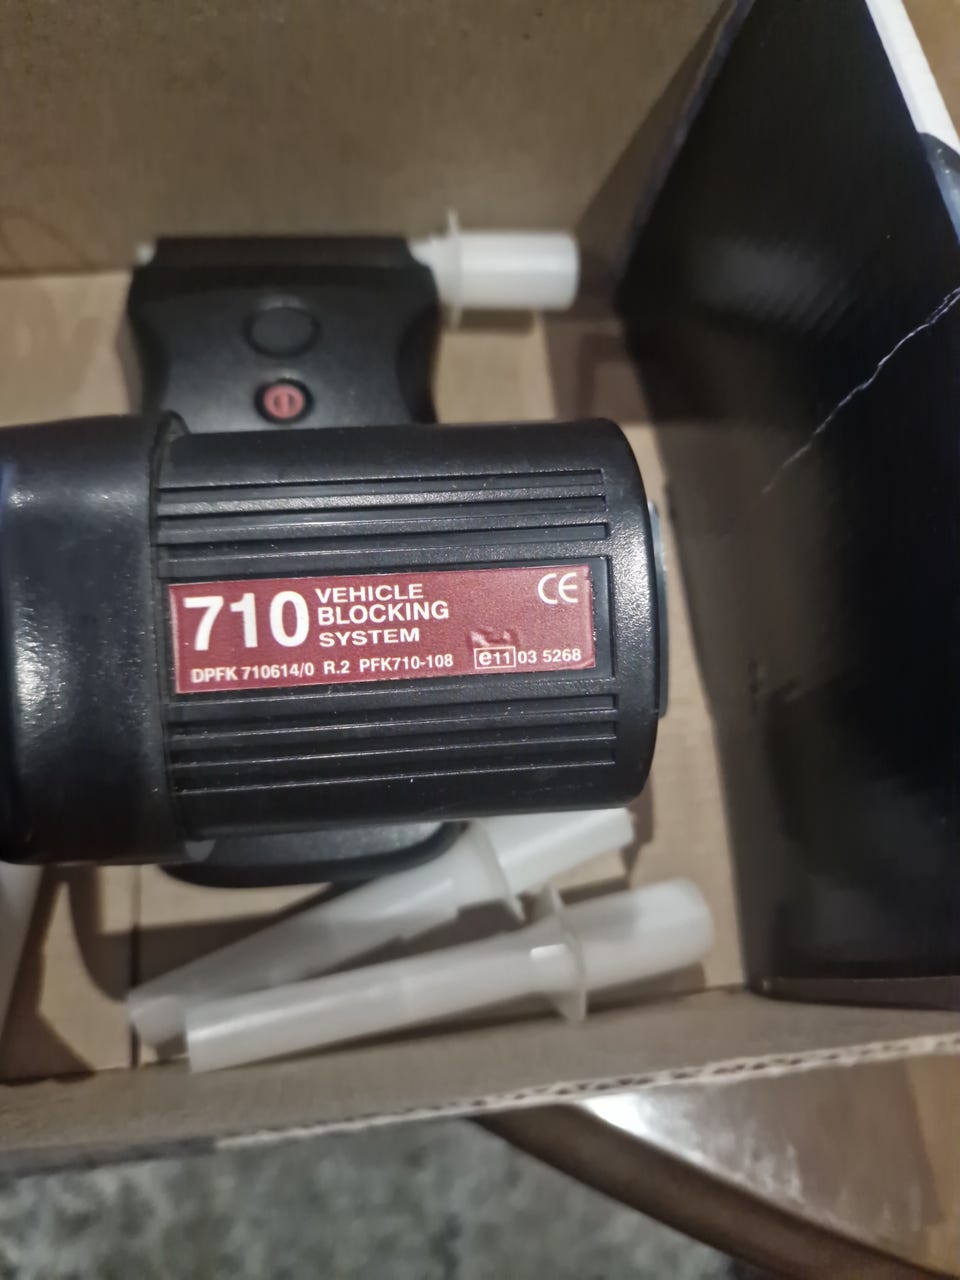 710
VEHICLE
BLOCKING
SYSTEM
CE
DPFK 710614/0 R.2 PFK710-108 e11 03 5268